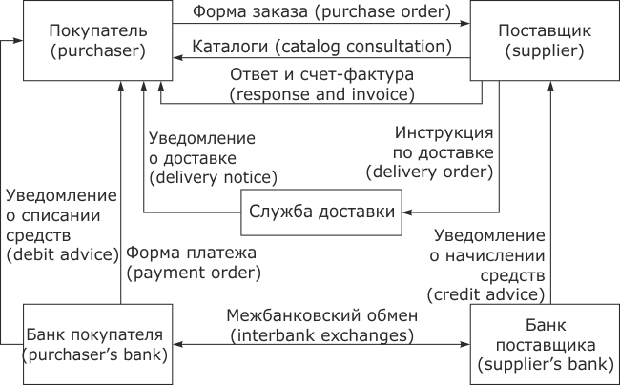 Покупатель
(purchaser)
Форма заказа (purchase order)
Каталоги (catalog consultation)
Ответ и счет-фактура
(response and invoice)
Поставщик
(supplier)
Уведомление
о доставке
(delivery notice)
Инструкция
по доставке
(delivery order)
Служба доставки
Уведомление
о списании
средств
(debit advice)
Форма платежа
(payment order)
Уведомление
о начислении
средств
(credit advice)
Банк покупателя
(purchaser’s bank)
Межбанковский обмен
(interbank exchanges)
Банк
поставщика
(supplier’s bank)